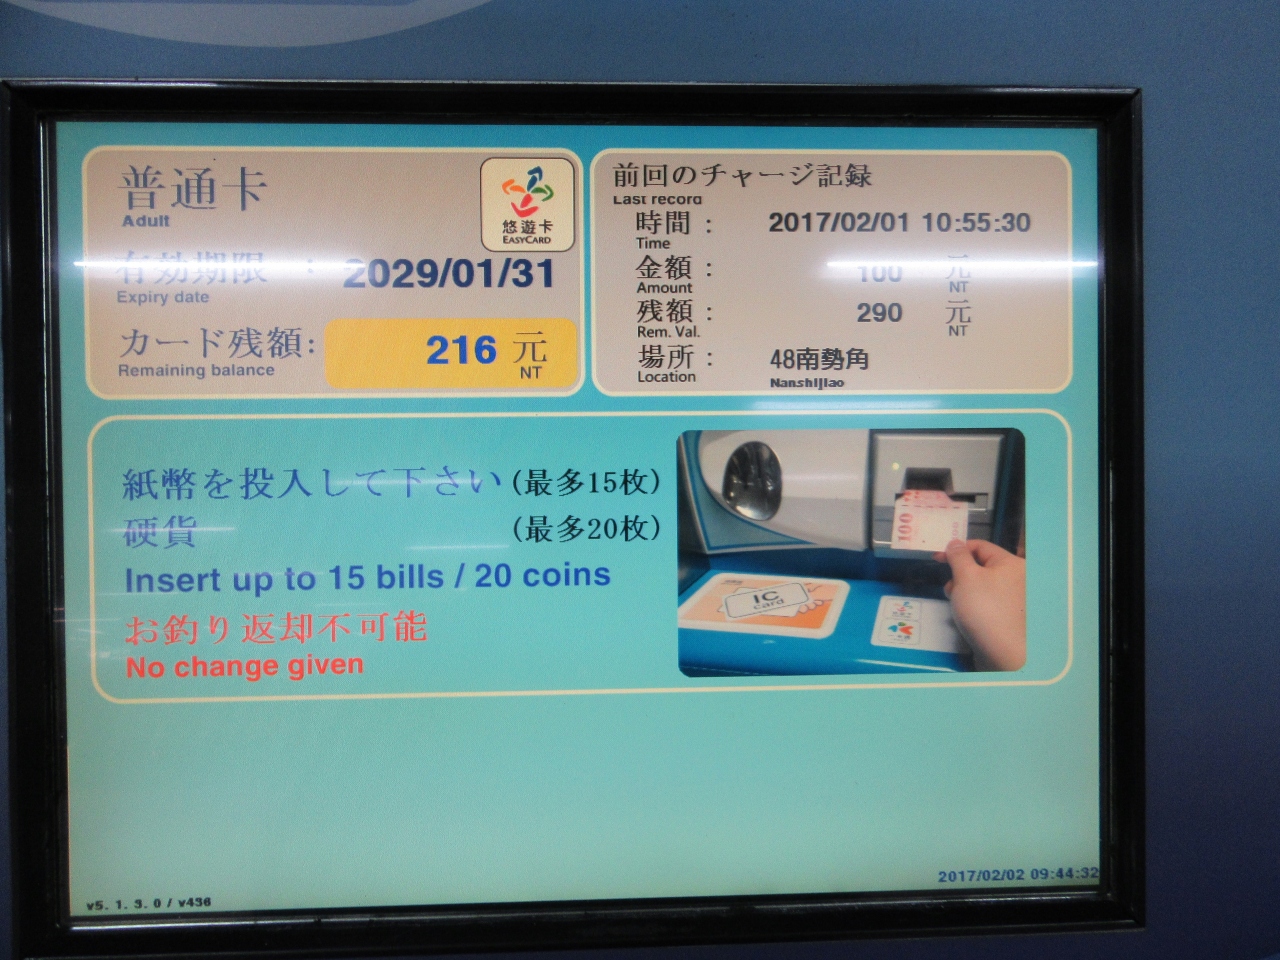 普通卡
Adult
悠遊卡
EASYCARD
有効期限 : 2029/01/31
Expiry date
カード残額: 216 元
Remaining balance NT
前回のチャージ記録
Last record
時間 : 2017/02/01 10:55:30
Time
金額 : 100 元
Amount NT
残額 : 290 元
Rem. Val. NT
場所 : 48南勢角
Location Nanshijiao
紙幣を投入して下さい (最多15枚)
硬貨 (最多20枚)
Insert up to 15 bills / 20 coins
お釣り返却不可能
No change given
100
IC
card
v5. 1. 3. 0 / v436
2017/02/02 09:44:32